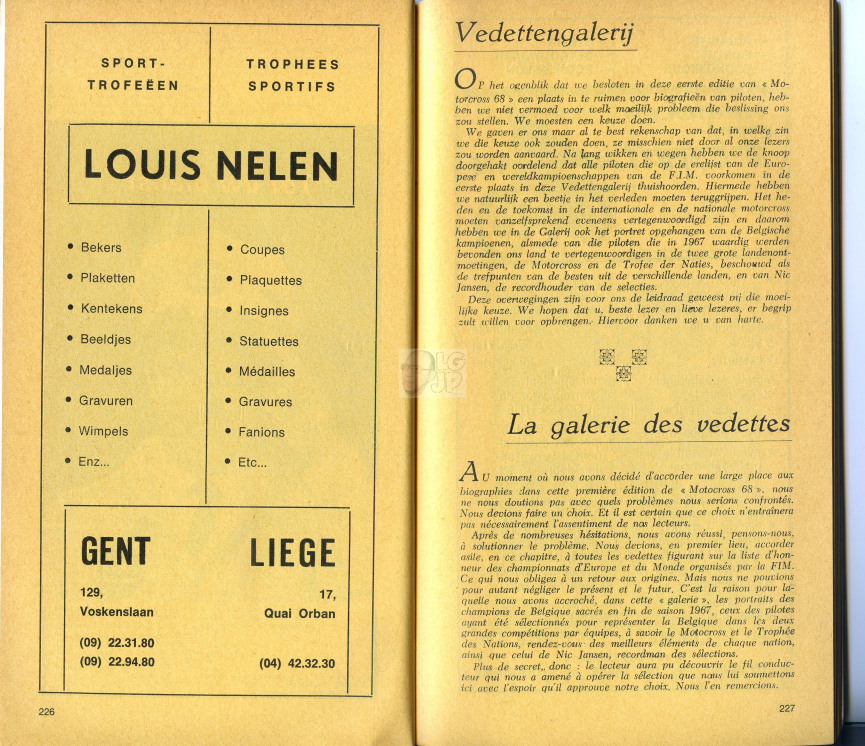 SPORT-
TROFEEËN
TROPHEES
SPORTIFS
LOUIS NELEN
• Bekers
• Plaketten
• Kentekens
• Beeldjes
• Medaljes
• Gravuren
• Wimpels
• Enz...
• Coupes
• Plaquettes
• Insignes
• Statuettes
• Médailles
• Gravures
• Fanions
• Etc...
GENT
129,
Voskenslaan
(09) 22.31.80
(09) 22.94.80
LIEGE
17,
Quai Orban
(04) 42.32.30
226
Vedettengalerij
OP het ogenblik dat we besloten in deze eerste editie van « Mo-
torcross 68 » een plaats in te ruimen voor biografieën van piloten, heb-
ben we niet vermoed voor welk moeilijk probleem die beslissing ons
zou stellen. We moesten een keuze doen.
We gaven er ons maar al te best rekenschap van dat, in welke zin
we die keuze ook zouden doen, ze misschien niet door al onze lezers
zou worden aanvaard. Na lang wikken en wegen hebben we de knoop
doorgehakt oordelend dat alle piloten die op de erelijst van de Euro-
pese en wereldkampioenschappen van de F.I.M. voorkomen in de
eerste plaats in deze Vedettengalerij thuishoorden. Hiermede hebben
we natuurlijk een beetje in het verleden moeten teruggrijpen. Het he-
den en de toekomst in de internationale en de nationale motorcross
moeten vanzelfsprekend eveneens vertegenwoordigd zijn en daarom
hebben we in de Galerij ook het portret opgehangen van de Belgische
kampioenen, alsmede van die piloten die in 1967 waardig werden
bevonden ons land te vertegenwoordigen in de twee grote landenont-
moetingen, de Motorcross en de Trofee der Naties, beschouwd als
de trefpunten van de besten uit de verschillende landen, en van Nic
Jansen, de recordhouder van de selecties.
Deze overwegingen zijn voor ons de leidraad geweest bij die moei-
lijke keuze. We hopen dat u, beste lezer en lieve lezeres, er begrip
zult willen voor opbrengen. Hiervoor danken we u van harte.
LG
JP
La galerie des vedettes
AU moment où nous avons décidé d'accorder une large place aux
biographies dans cette première édition de « Motocross 68 », nous
ne nous doutions pas avec quels problèmes nous serions confrontés.
Nous devions faire un choix. Et il est certain que ce choix n'entraînera
pas nécessairement l'assentiment de nos lecteurs.
Après de nombreuses hésitations, nous avons réussi, pensons-nous,
à solutionner le problème. Nous devions, en premier lieu, accorder
asile, en ce chapitre, à toutes les vedettes figurant sur la liste d'hon-
neur des championnats d'Europe et du Monde organisés par la FIM.
Ce qui nous obligea à un retour aux origines. Mais nous ne pouvions
pour autant négliger le présent et le futur. C'est la raison pour la-
quelle nous avons accroché, dans cette « galerie », les portraits des
champions de Belgique sacrés en fin de saison 1967, ceux des pilotes
ayant été sélectionnés pour représenter la Belgique dans les deux
grandes compétitions par équipes, à savoir le Motocross et le Trophée
des Nations, rendez-vous des meilleurs éléments de chaque nation,
ainsi que celui de Nic Jansen, recordman des sélections.
Plus de secret, donc : le lecteur aura pu découvrir le fil conduc-
teur qui nous a amené à opérer la sélection que nous lui soumettons
ici avec l'espoir qu'il approuve notre choix. Nous l'en remercions.
227